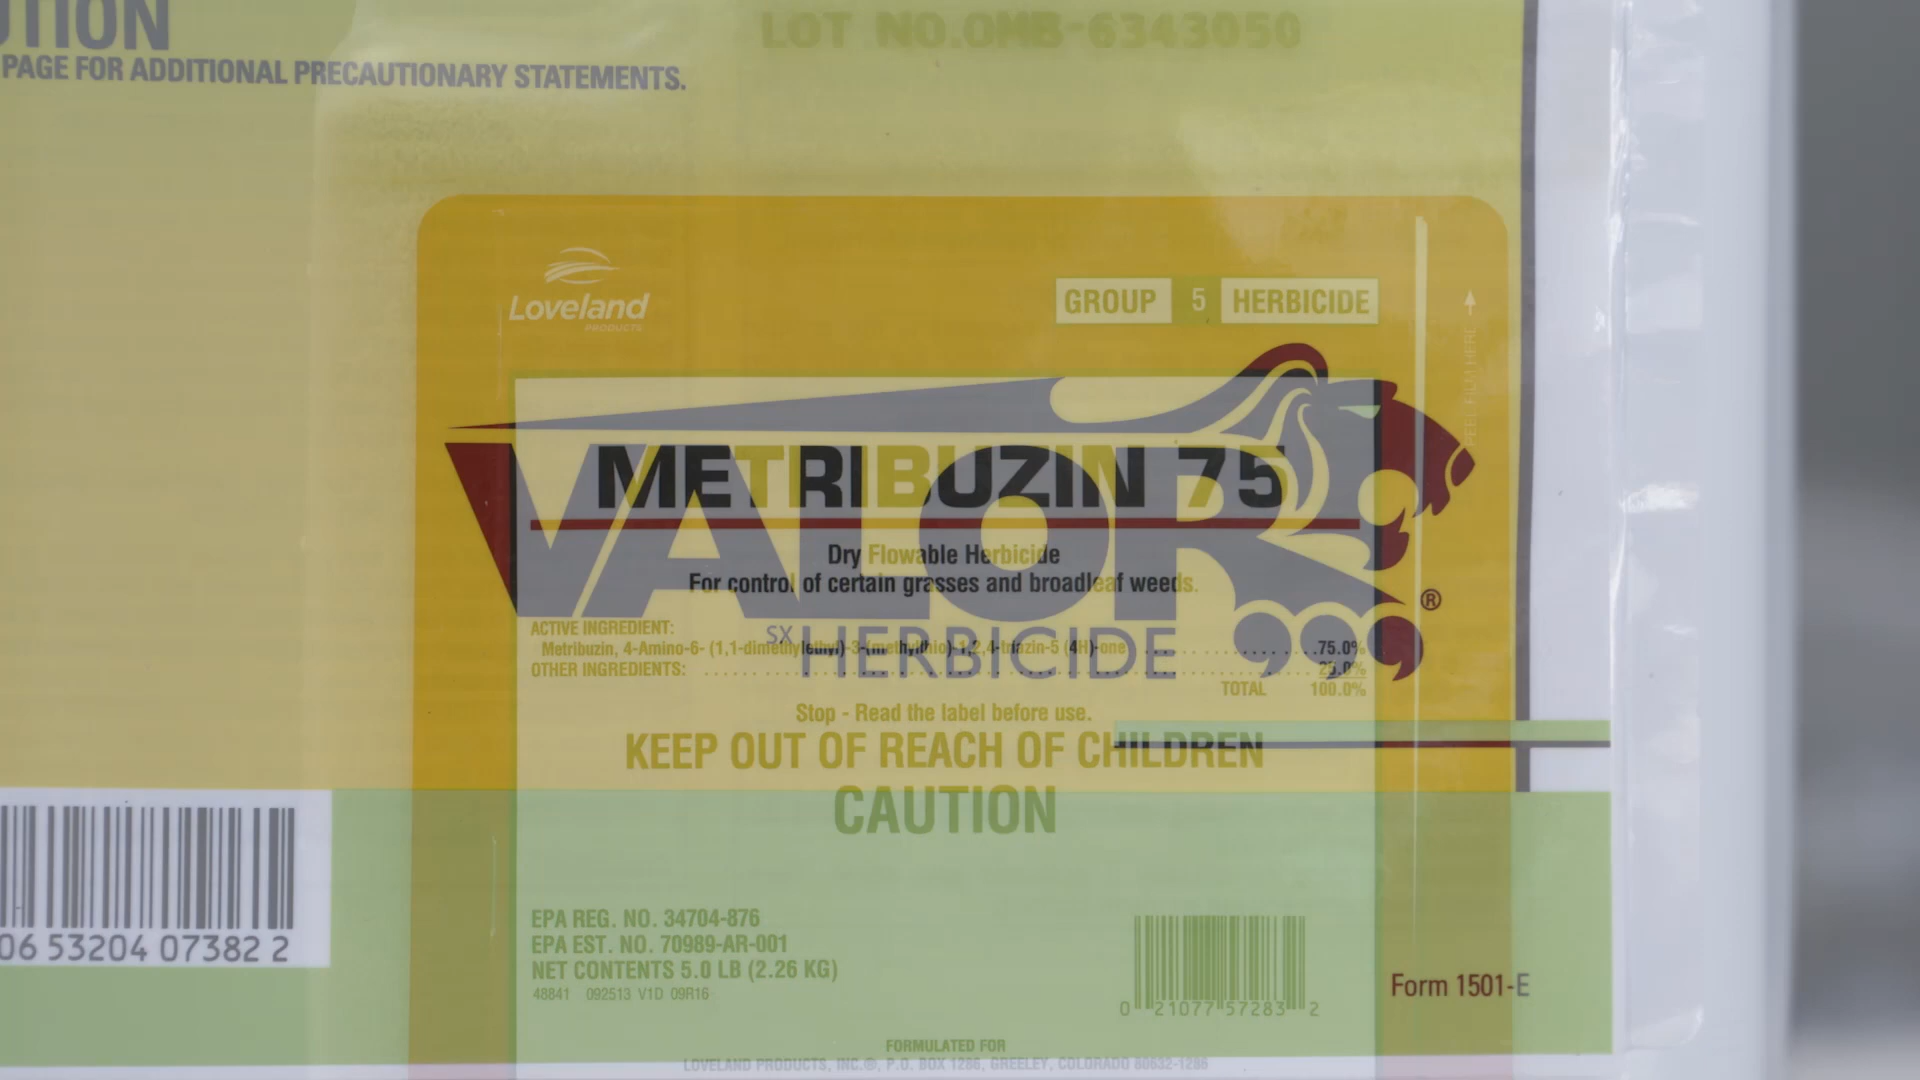 UTION
PAGE FOR ADDITIONAL PRECAUTIONARY STATEMENTS.
LOT NO.OMB-6343050
Loveland
PRODUCTS
GROUP 5 HERBICIDE
PEEL FILM HERE
METRIBUZIN 75
VALOR®
Dry Flowable Herbicide
For control of certain grasses and broadleaf weeds.
SX HERBICIDE
ACTIVE INGREDIENT:
Metribuzin, 4-Amino-6- (1,1-dimethylethyl)-3-(methylthio)-1,2,4-triazin-5 (4H)-one .......... 75.0%
OTHER INGREDIENTS: .......... 25.0%
TOTAL 100.0%
Stop - Read the label before use.
KEEP OUT OF REACH OF CHILDREN
CAUTION
06 53204 07382 2
EPA REG. NO. 34704-876
EPA EST. NO. 70989-AR-001
NET CONTENTS 5.0 LB (2.26 KG)
48841 092513 V1D 09R16
0 21077 57283 2
Form 1501-E
FORMULATED FOR
LOVELAND PRODUCTS, INC.®, P.O. BOX 1286, GREELEY, COLORADO 80632-1286